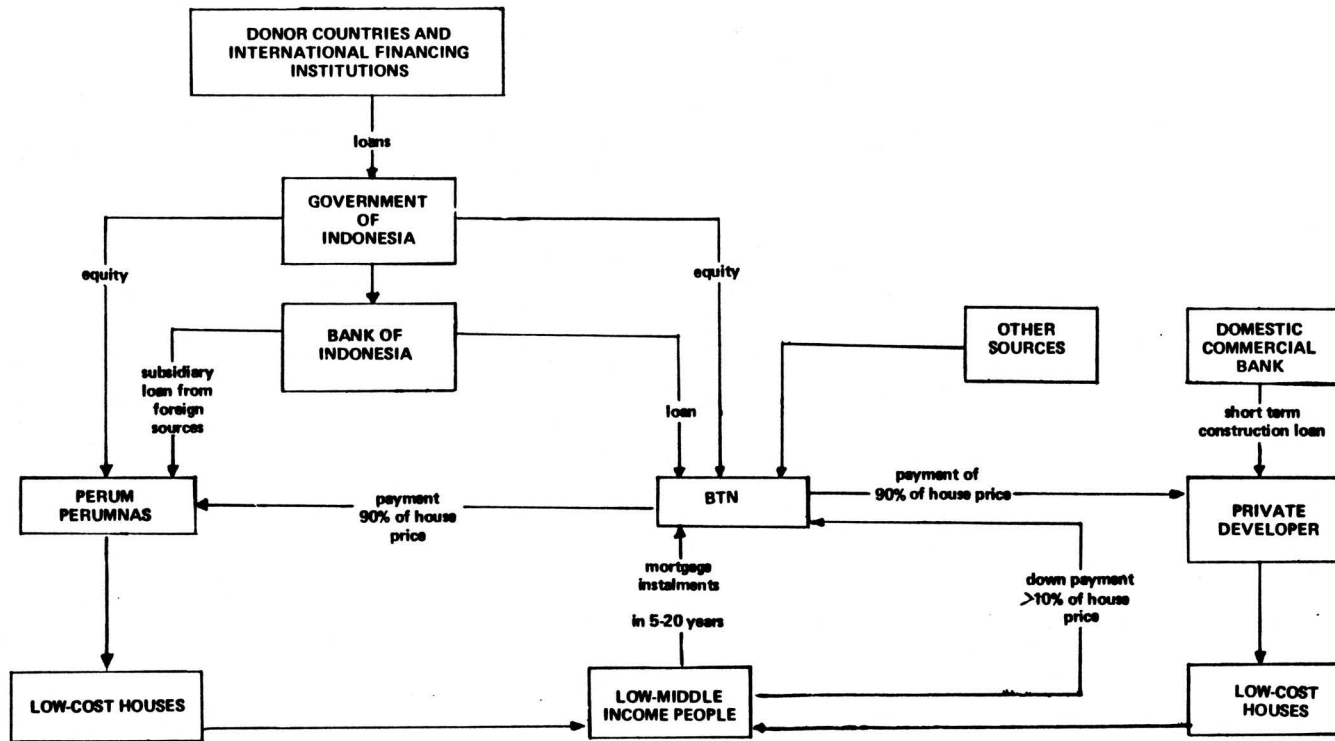 DONOR COUNTRIES AND
INTERNATIONAL FINANCING
INSTITUTIONS
loans
GOVERNMENT
OF
INDONESIA
equity
equity
BANK OF
INDONESIA
OTHER
SOURCES
DOMESTIC
COMMERCIAL
BANK
subsidiary
loan from
foreign
sources
loan
short term
construction loan
PERUM
PERUMNAS
payment
90% of house
price
BTN
payment of
90% of house price
PRIVATE
DEVELOPER
mortgage
instalments
in 5-20 years
down payment
>10% of house
price
LOW-COST HOUSES
LOW-MIDDLE
INCOME PEOPLE
LOW-COST
HOUSES